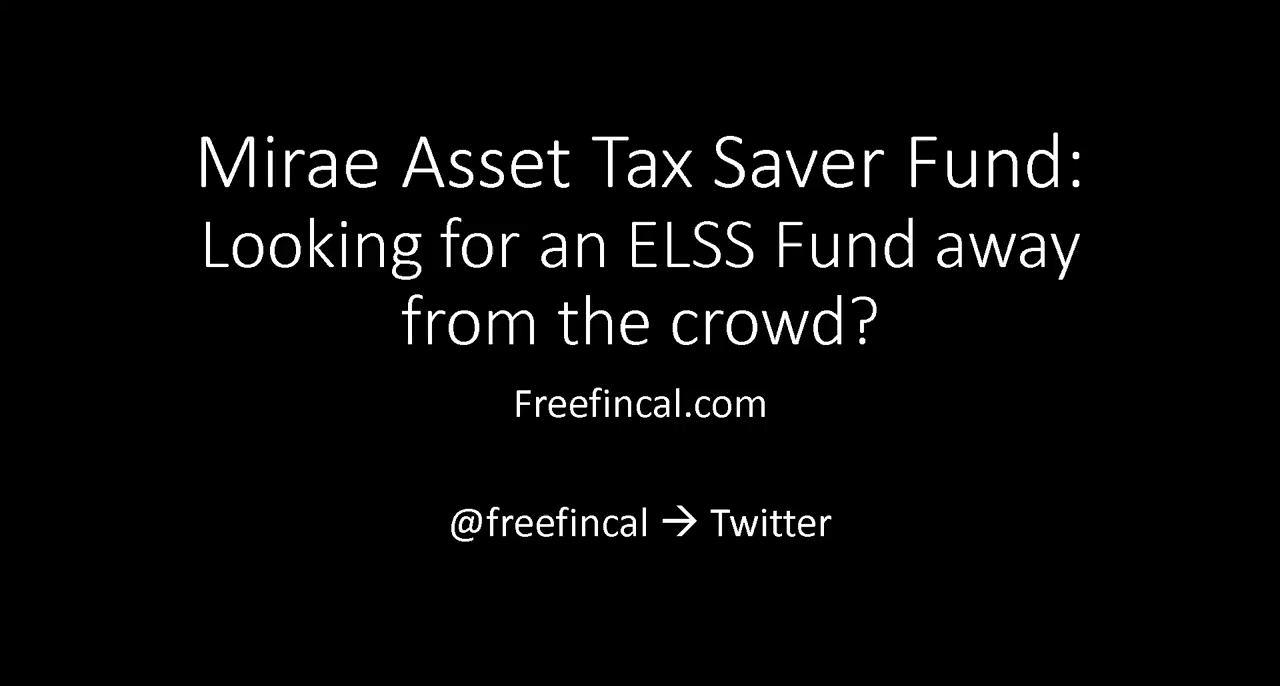 Mirae Asset Tax Saver Fund:
Looking for an ELSS Fund away
from the crowd?
Freefincal.com
@freefincal → Twitter